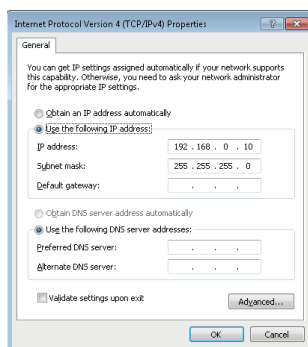 Internet Protocol Version 4 (TCP/IPv4) Properties
General
You can get IP settings assigned automatically if your network supports
this capability. Otherwise, you need to ask your network administrator
for the appropriate IP settings.
Obtain an IP address automatically
Use the following IP address:
IP address: 192 . 168 . 0 . 10
Subnet mask: 255 . 255 . 255 . 0
Default gateway: . . .
Obtain DNS server address automatically
Use the following DNS server addresses:
Preferred DNS server: . . .
Alternate DNS server: . . .
Validate settings upon exit
Advanced...
OK Cancel